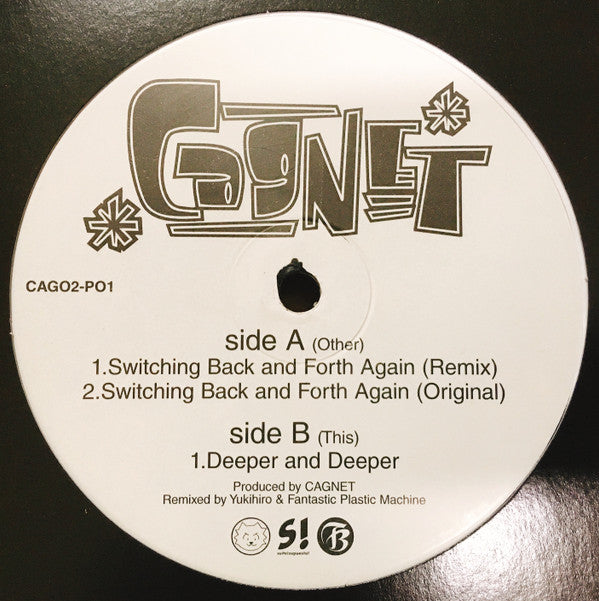 CAGNET
CAGO2-PO1
side A (Other)
1.Switching Back and Forth Again (Remix)
2.Switching Back and Forth Again (Original)
side B (This)
1.Deeper and Deeper
Produced by CAGNET
Remixed by Yukihiro & Fantastic Plastic Machine
S!